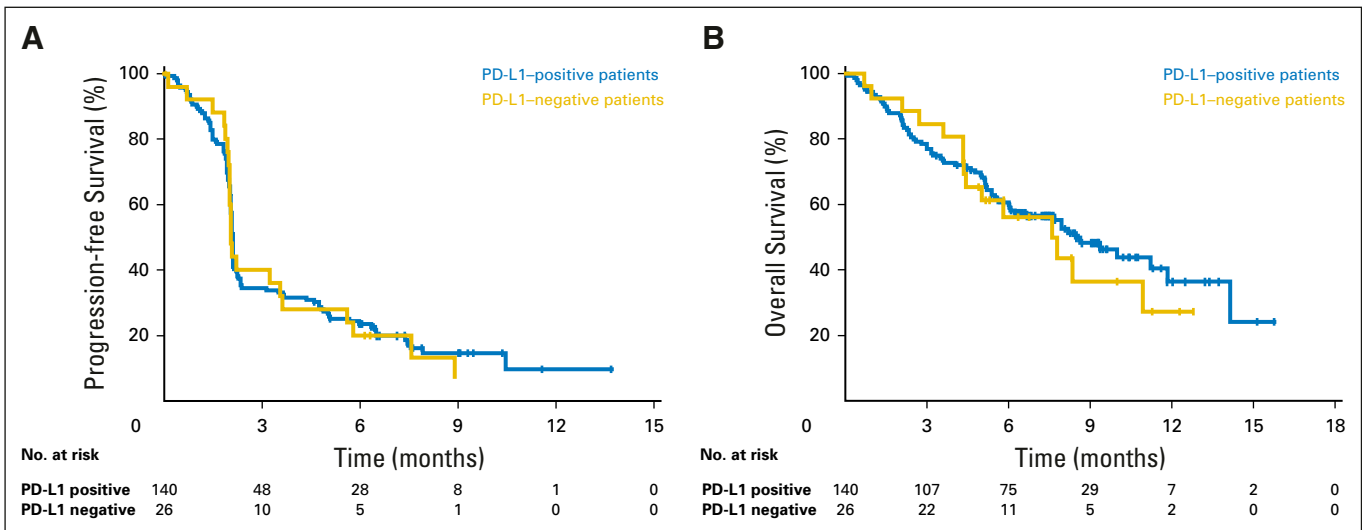 A
Progression-free Survival (%)
100
80
60
40
20
0
3
6
9
12
15
Time (months)
PD-L1–positive patients
PD-L1–negative patients
No. at risk
PD-L1 positive 140 48 28 8 1 0
PD-L1 negative 26 10 5 1 0 0
B
Overall Survival (%)
100
80
60
40
20
0
3
6
9
12
15
18
Time (months)
PD-L1–positive patients
PD-L1–negative patients
No. at risk
PD-L1 positive 140 107 75 29 7 2 0
PD-L1 negative 26 22 11 5 2 0 0